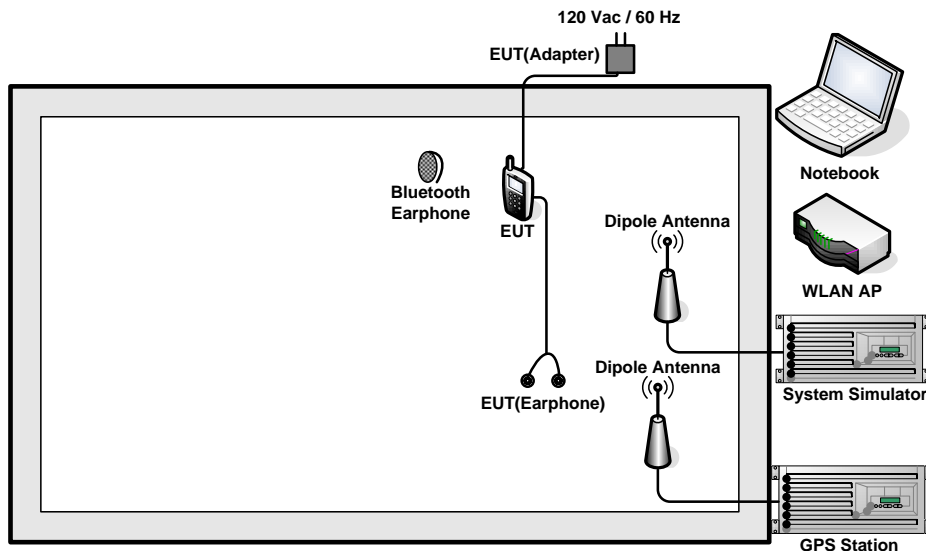 120 Vac / 60 Hz
EUT(Adapter)
Notebook
Bluetooth
Earphone
EUT
Dipole Antenna
WLAN AP
Dipole Antenna
System Simulator
EUT(Earphone)
GPS Station